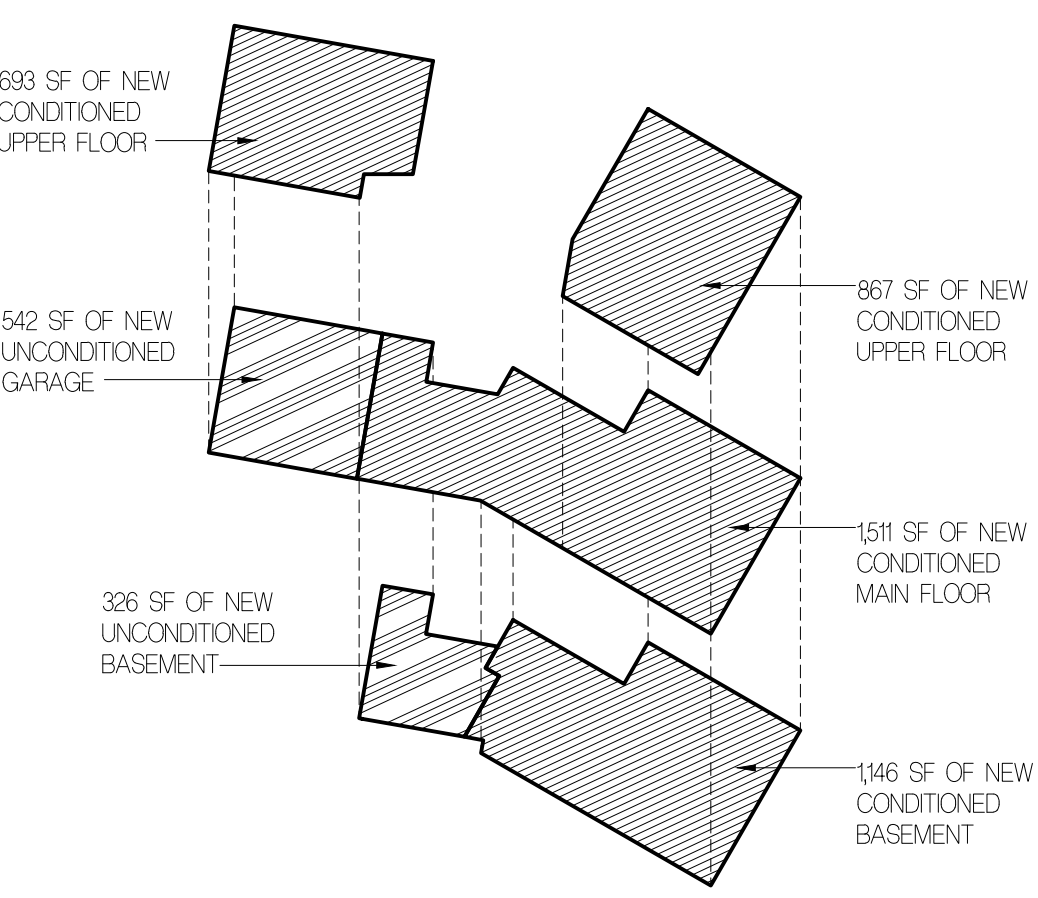 693 SF OF NEW
CONDITIONED
UPPER FLOOR
867 SF OF NEW
CONDITIONED
UPPER FLOOR
542 SF OF NEW
UNCONDITIONED
GARAGE
1,511 SF OF NEW
CONDITIONED
MAIN FLOOR
326 SF OF NEW
UNCONDITIONED
BASEMENT
1,146 SF OF NEW
CONDITIONED
BASEMENT